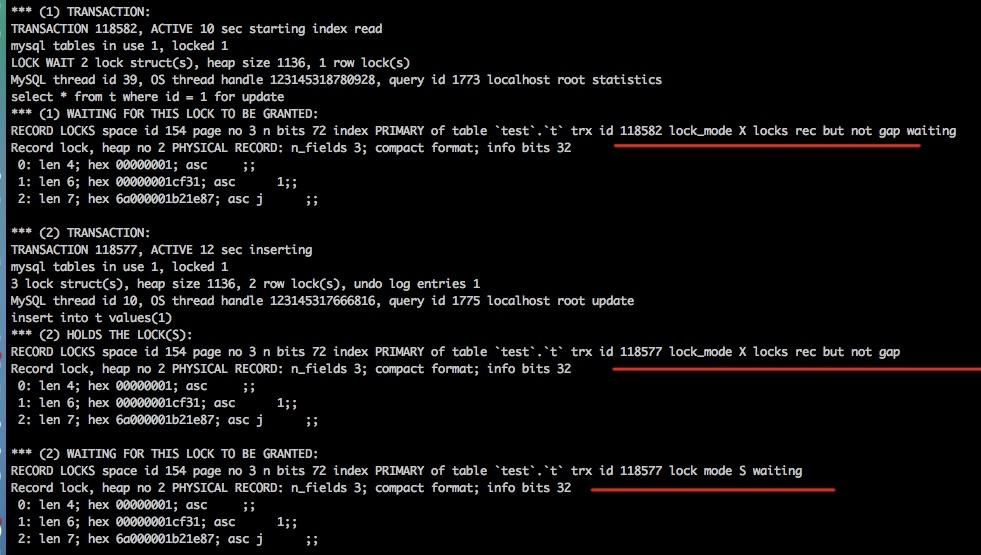 *** (1) TRANSACTION:
TRANSACTION 118582, ACTIVE 10 sec starting index read
mysql tables in use 1, locked 1
LOCK WAIT 2 lock struct(s), heap size 1136, 1 row lock(s)
MySQL thread id 39, OS thread handle 123145318780928, query id 1773 localhost root statistics
select * from t where id = 1 for update
*** (1) WAITING FOR THIS LOCK TO BE GRANTED:
RECORD LOCKS space id 154 page no 3 n bits 72 index PRIMARY of table `test`.`t` trx id 118582 lock_mode X locks rec but not gap waiting
Record lock, heap no 2 PHYSICAL RECORD: n_fields 3; compact format; info bits 32
 0: len 4; hex 00000001; asc     ;;
 1: len 6; hex 00000001cf31; asc      1;;
 2: len 7; hex 6a000001b21e87; asc j      ;;

*** (2) TRANSACTION:
TRANSACTION 118577, ACTIVE 12 sec inserting
mysql tables in use 1, locked 1
3 lock struct(s), heap size 1136, 2 row lock(s), undo log entries 1
MySQL thread id 10, OS thread handle 123145317666816, query id 1775 localhost root update
insert into t values(1)
*** (2) HOLDS THE LOCK(S):
RECORD LOCKS space id 154 page no 3 n bits 72 index PRIMARY of table `test`.`t` trx id 118577 lock_mode X locks rec but not gap
Record lock, heap no 2 PHYSICAL RECORD: n_fields 3; compact format; info bits 32
 0: len 4; hex 00000001; asc     ;;
 1: len 6; hex 00000001cf31; asc      1;;
 2: len 7; hex 6a000001b21e87; asc j      ;;

*** (2) WAITING FOR THIS LOCK TO BE GRANTED:
RECORD LOCKS space id 154 page no 3 n bits 72 index PRIMARY of table `test`.`t` trx id 118577 lock mode S waiting
Record lock, heap no 2 PHYSICAL RECORD: n_fields 3; compact format; info bits 32
 0: len 4; hex 00000001; asc     ;;
 1: len 6; hex 00000001cf31; asc      1;;
 2: len 7; hex 6a000001b21e87; asc j      ;;